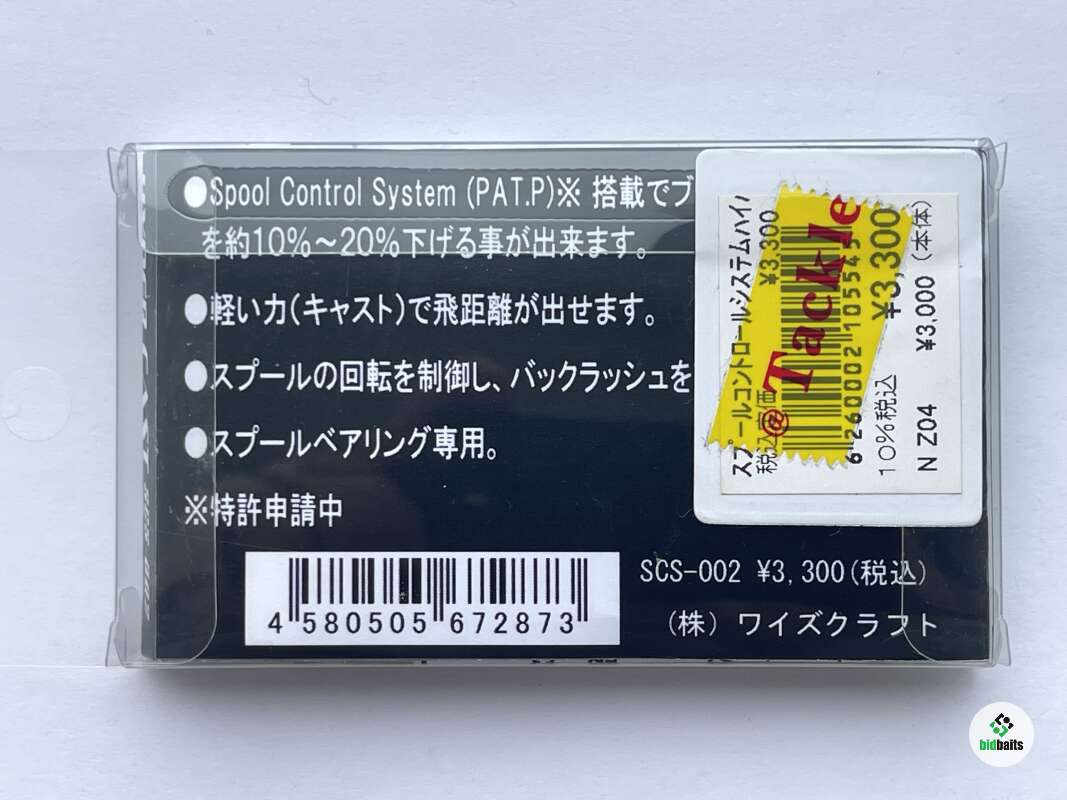 ●Spool Control System (PAT.P)※ 搭載でブ
を約10%～20%下げる事が出来ます。
●軽い力(キャスト)で飛距離が出せます。
●スプールの回転を制御し、バックラッシュを
●スプールベアリング専用。
※特許申請中
4 580505 672873
SCS-002 ¥3,300(税込)
(株) ワイズクラフト
スプールコントロールシステムハイパ
税込 ¥3,300
@Tackle
6 260002 105545
¥3,300
10%税込
¥3,000 (本体)
N Z04
bidbaits